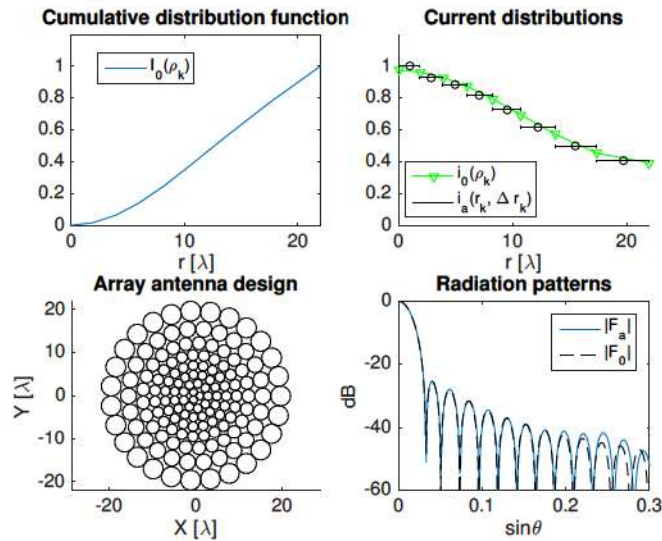 Cumulative distribution function
1
0.8
0.6
0.4
0.2
0
I₀(ρₖ)
0 10 20
r [λ]
Current distributions
1
0.8
0.6
0.4
0.2
0
i₀(ρₖ)
iₐ(rₖ, Δ rₖ)
0 10 20
r [λ]
Array antenna design
20
10
0
-10
-20
Y [λ]
-20 0 20
X [λ]
Radiation patterns
0
-20
-40
-60
dB
|Fₐ|
|F₀|
0 0.1 0.2 0.3
sinθ